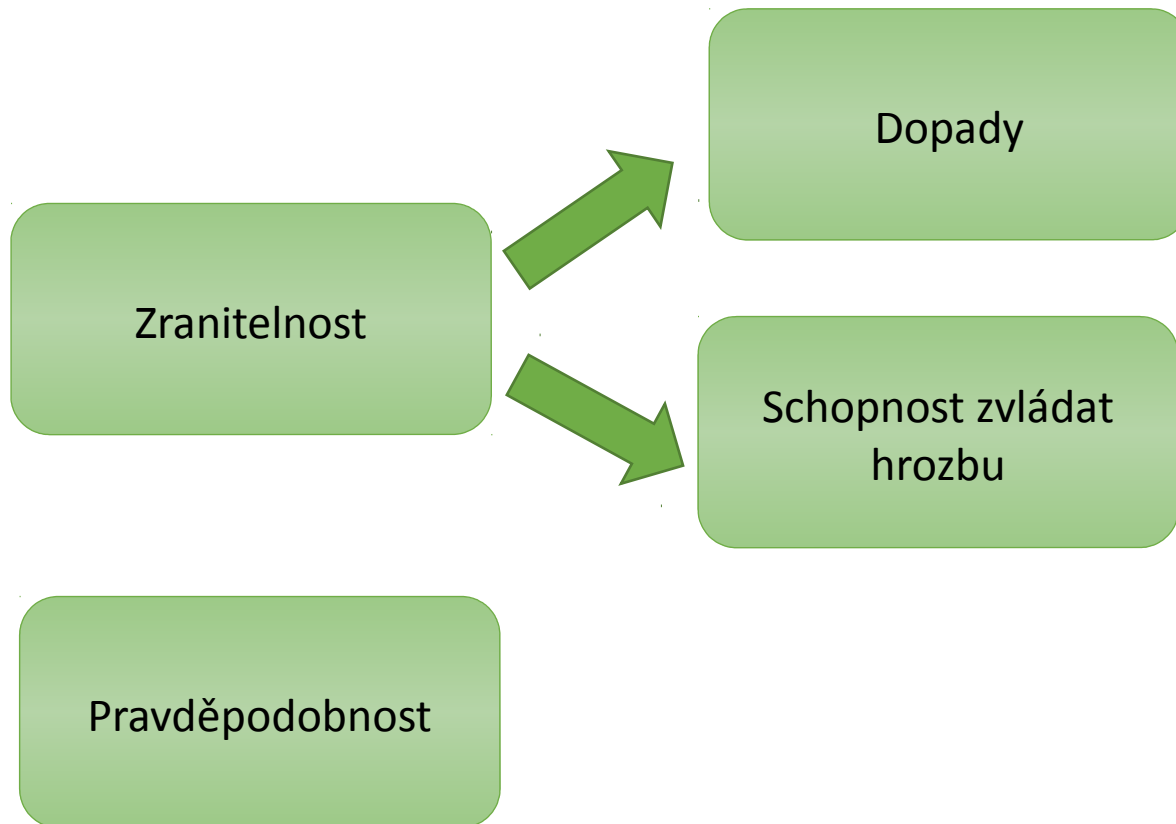 Dopady
Zranitelnost
Schopnost zvládat
hrozbu
Pravděpodobnost